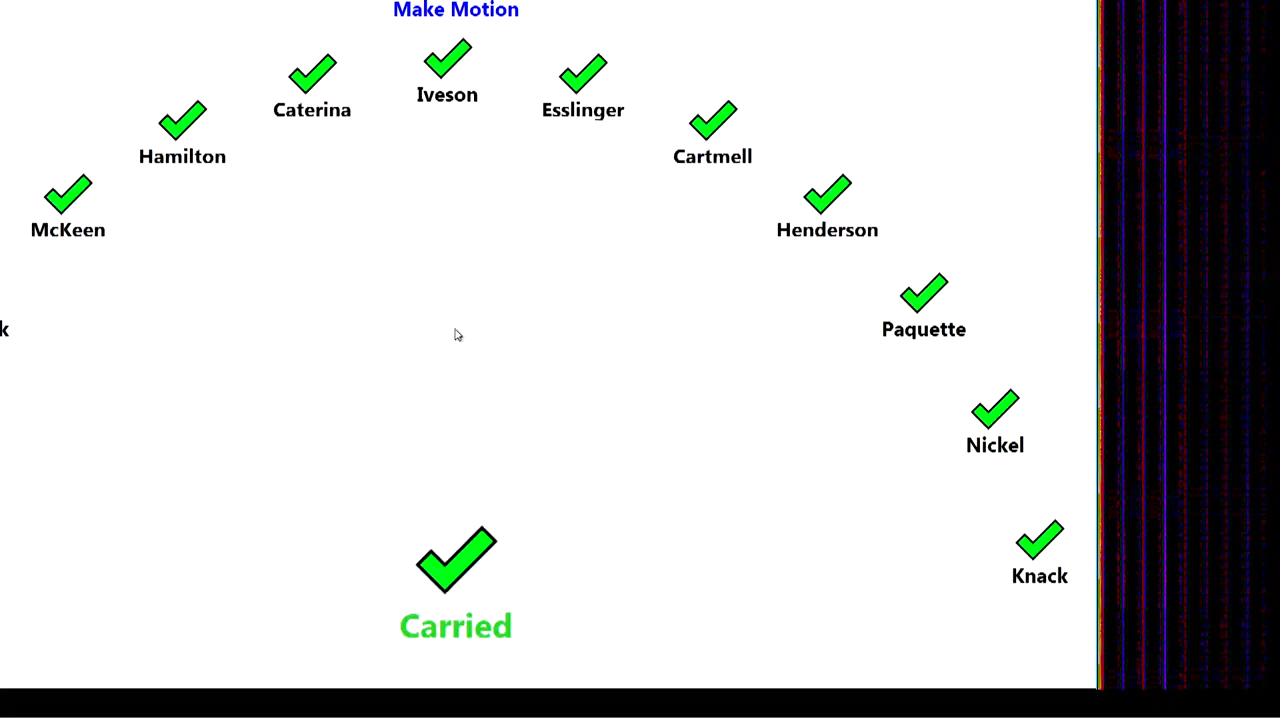 Make Motion
Iveson
Caterina
Esslinger
Hamilton
Cartmell
McKeen
Henderson
k
Paquette
Nickel
Knack
Carried